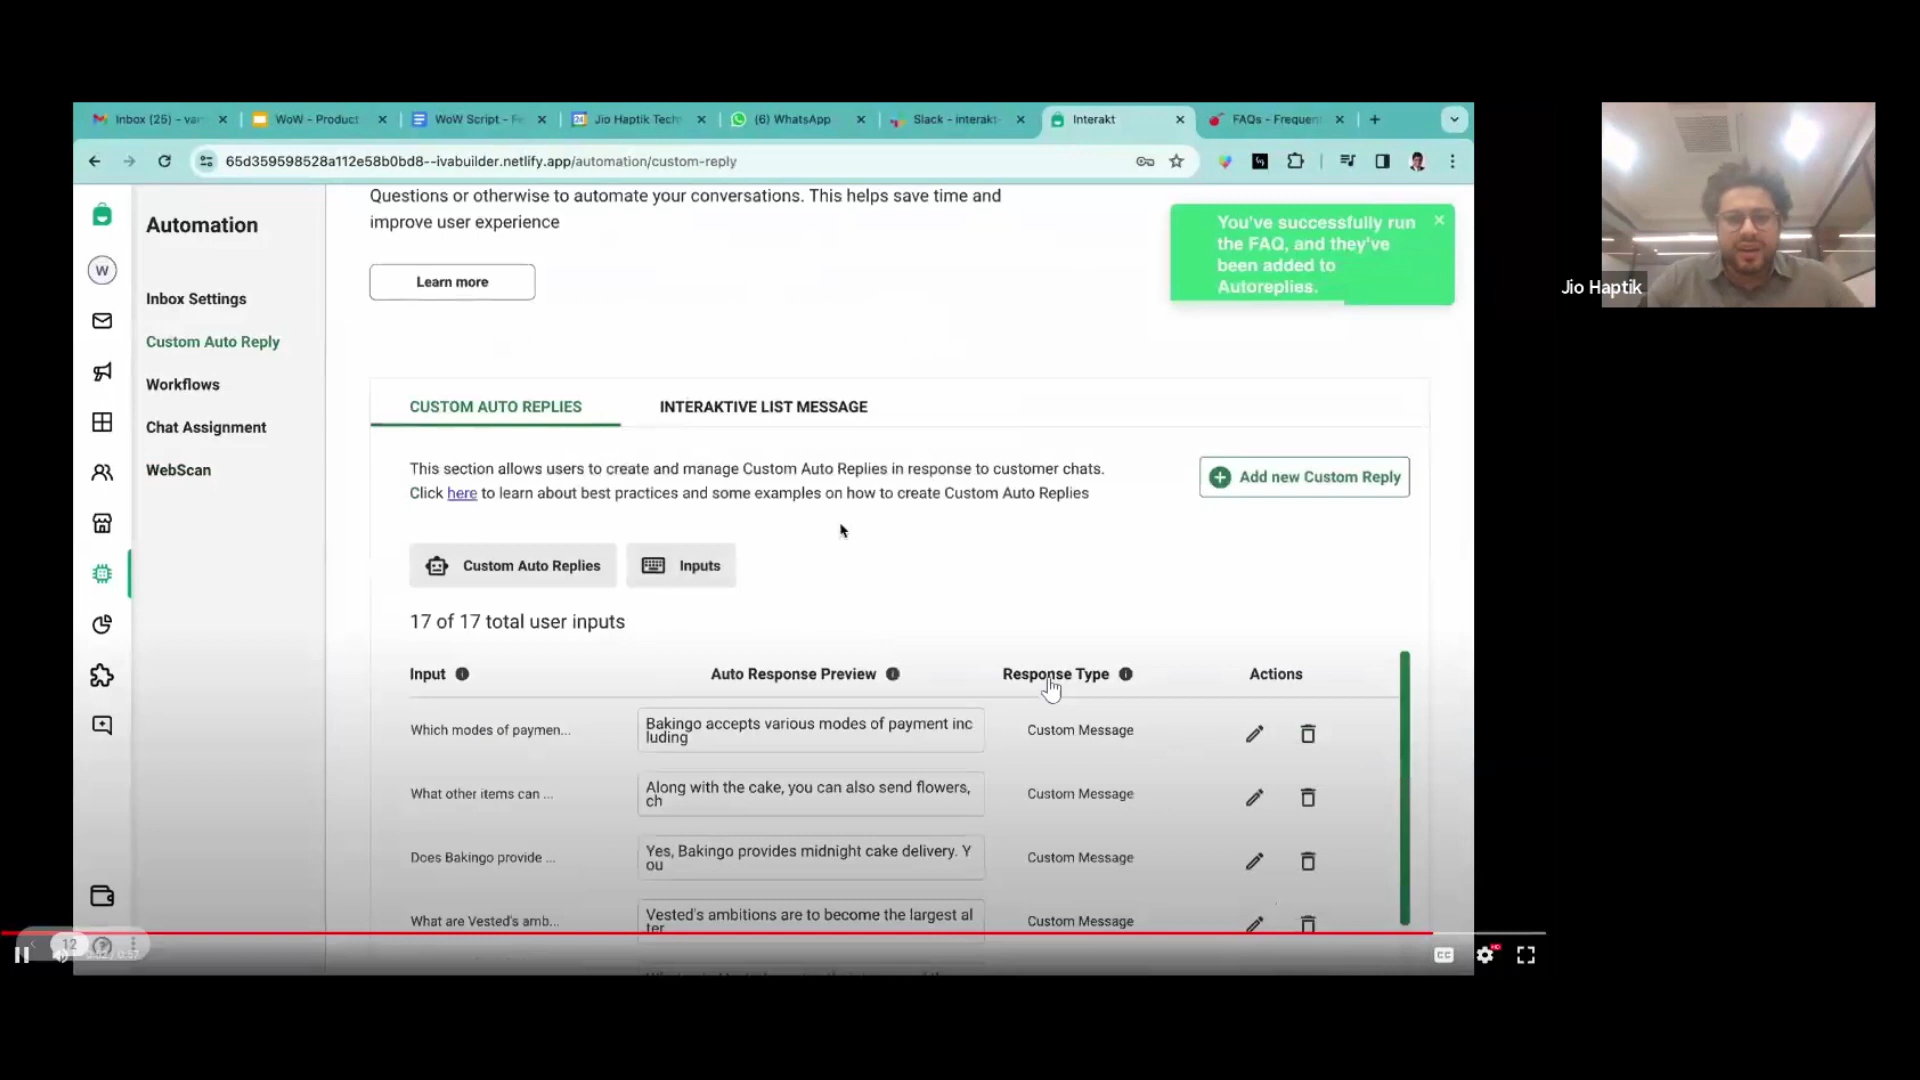 Inbox (25) - var
WoW - Product
WoW Script - Fe
Jio Haptik Tech
(6) WhatsApp
Slack - interakt
Interakt
FAQs - Frequen
65d359598528a112e58b0bd8--ivabuilder.netlify.app/automation/custom-reply
W
Automation
Inbox Settings
Custom Auto Reply
Workflows
Chat Assignment
WebScan
Questions or otherwise to automate your conversations. This helps save time and
improve user experience
Learn more
You've successfully run
the FAQ, and they've
been added to
Autoreplies.
Jio Haptik
CUSTOM AUTO REPLIES
INTERAKTIVE LIST MESSAGE
This section allows users to create and manage Custom Auto Replies in response to customer chats.
Click here to learn about best practices and some examples on how to create Custom Auto Replies
Add new Custom Reply
Custom Auto Replies
Inputs
17 of 17 total user inputs
Input
Auto Response Preview
Response Type
Actions
Which modes of paymen...
Bakingo accepts various modes of payment inc
luding
Custom Message
What other items can ...
Along with the cake, you can also send flowers,
ch
Custom Message
Does Bakingo provide ...
Yes, Bakingo provides midnight cake delivery. Y
ou
Custom Message
What are Vested's amb...
Vested's ambitions are to become the largest al
ter
Custom Message
12
CC
HD